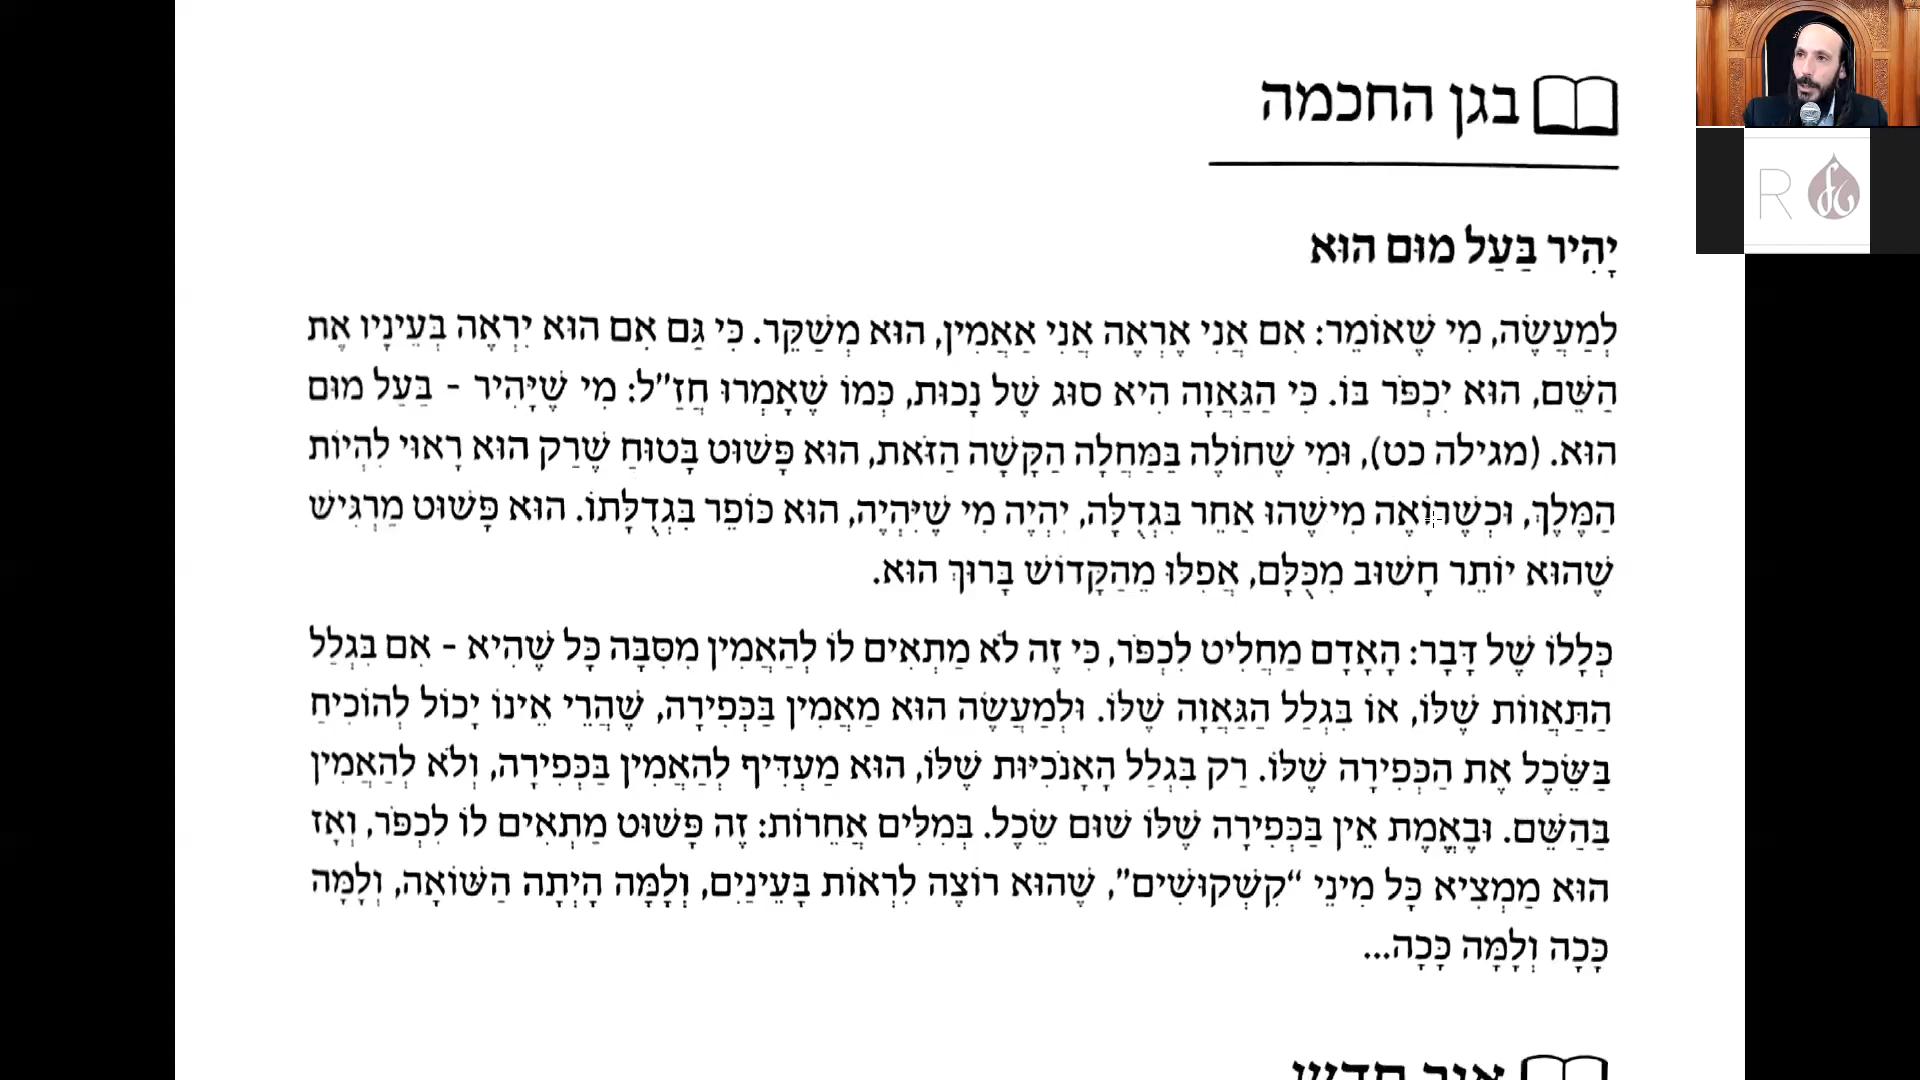 בגן החכמה
יָהִיר בַּעַל מוּם הוּא
לְמַעֲשֶׂה, מִי שֶׁאוֹמֵר: אִם אֲנִי אֶרְאֶה אֲנִי אַאֲמִין, הוּא מְשַׁקֵּר. כִּי גַּם אִם הוּא יִרְאֶה בְּעֵינָיו אֶת
הַשֵּׁם, הוּא יִכְפֹּר בּוֹ. כִּי הַגַּאֲוָה הִיא סוּג שֶׁל נָכוּת, כְּמוֹ שֶׁאָמְרוּ חֲזַ"ל: מִי שֶׁיָּהִיר - בַּעַל מוּם
הוּא. (מגילה כט), וּמִי שֶׁחוֹלֶה בַּמַּחֲלָה הַקָּשָׁה הַזֹּאת, הוּא פָּשׁוּט בָּטוּחַ שֶׁרַק הוּא רָאוּי לִהְיוֹת
הַמֶּלֶךְ, וּכְשֶׁרוֹאֶה מִישֶׁהוּ אַחֵר בִּגְדֻלָּה, יִהְיֶה מִי שֶׁיִּהְיֶה, הוּא כּוֹפֵר בִּגְדֻלָּתוֹ. הוּא פָּשׁוּט מַרְגִּישׁ
שֶׁהוּא יוֹתֵר חָשׁוּב מִכֻּלָּם, אֲפִלּוּ מֵהַקָּדוֹשׁ בָּרוּךְ הוּא.
כְּלָלוֹ שֶׁל דָּבָר: הָאָדָם מַחֲלִיט לִכְפֹּר, כִּי זֶה לֹא מַתְאִים לוֹ לְהַאֲמִין מִסִּבָּה כָּל שֶׁהִיא - אִם בִּגְלַל
הַתַּאֲווֹת שֶׁלּוֹ, אוֹ בִּגְלַל הַגַּאֲוָה שֶׁלּוֹ. וּלְמַעֲשֶׂה הוּא מַאֲמִין בַּכְּפִירָה, שֶׁהֲרֵי אֵינוֹ יָכוֹל לְהוֹכִיחַ
בַּשֵּׂכֶל אֶת הַכְּפִירָה שֶׁלּוֹ. רַק בִּגְלַל הָאָנֹכִיּוּת שֶׁלּוֹ, הוּא מַעְדִּיף לְהַאֲמִין בַּכְּפִירָה, וְלֹא לְהַאֲמִין
בַּהַשֵּׁם. וּבֶאֱמֶת אֵין בַּכְּפִירָה שֶׁלּוֹ שׁוּם שֵׂכֶל. בְּמִלִּים אֲחֵרוֹת: זֶה פָּשׁוּט מַתְאִים לוֹ לִכְפֹּר, וְאָז
הוּא מַמְצִיא כָּל מִינֵי "קִשְׁקוּשִׁים", שֶׁהוּא רוֹצֶה לִרְאוֹת בָּעֵינַיִם, וְלָמָּה הָיְתָה הַשּׁוֹאָה, וְלָמָּה
כָּכָה וְלָמָּה כָּכָה...
אור חדש
R